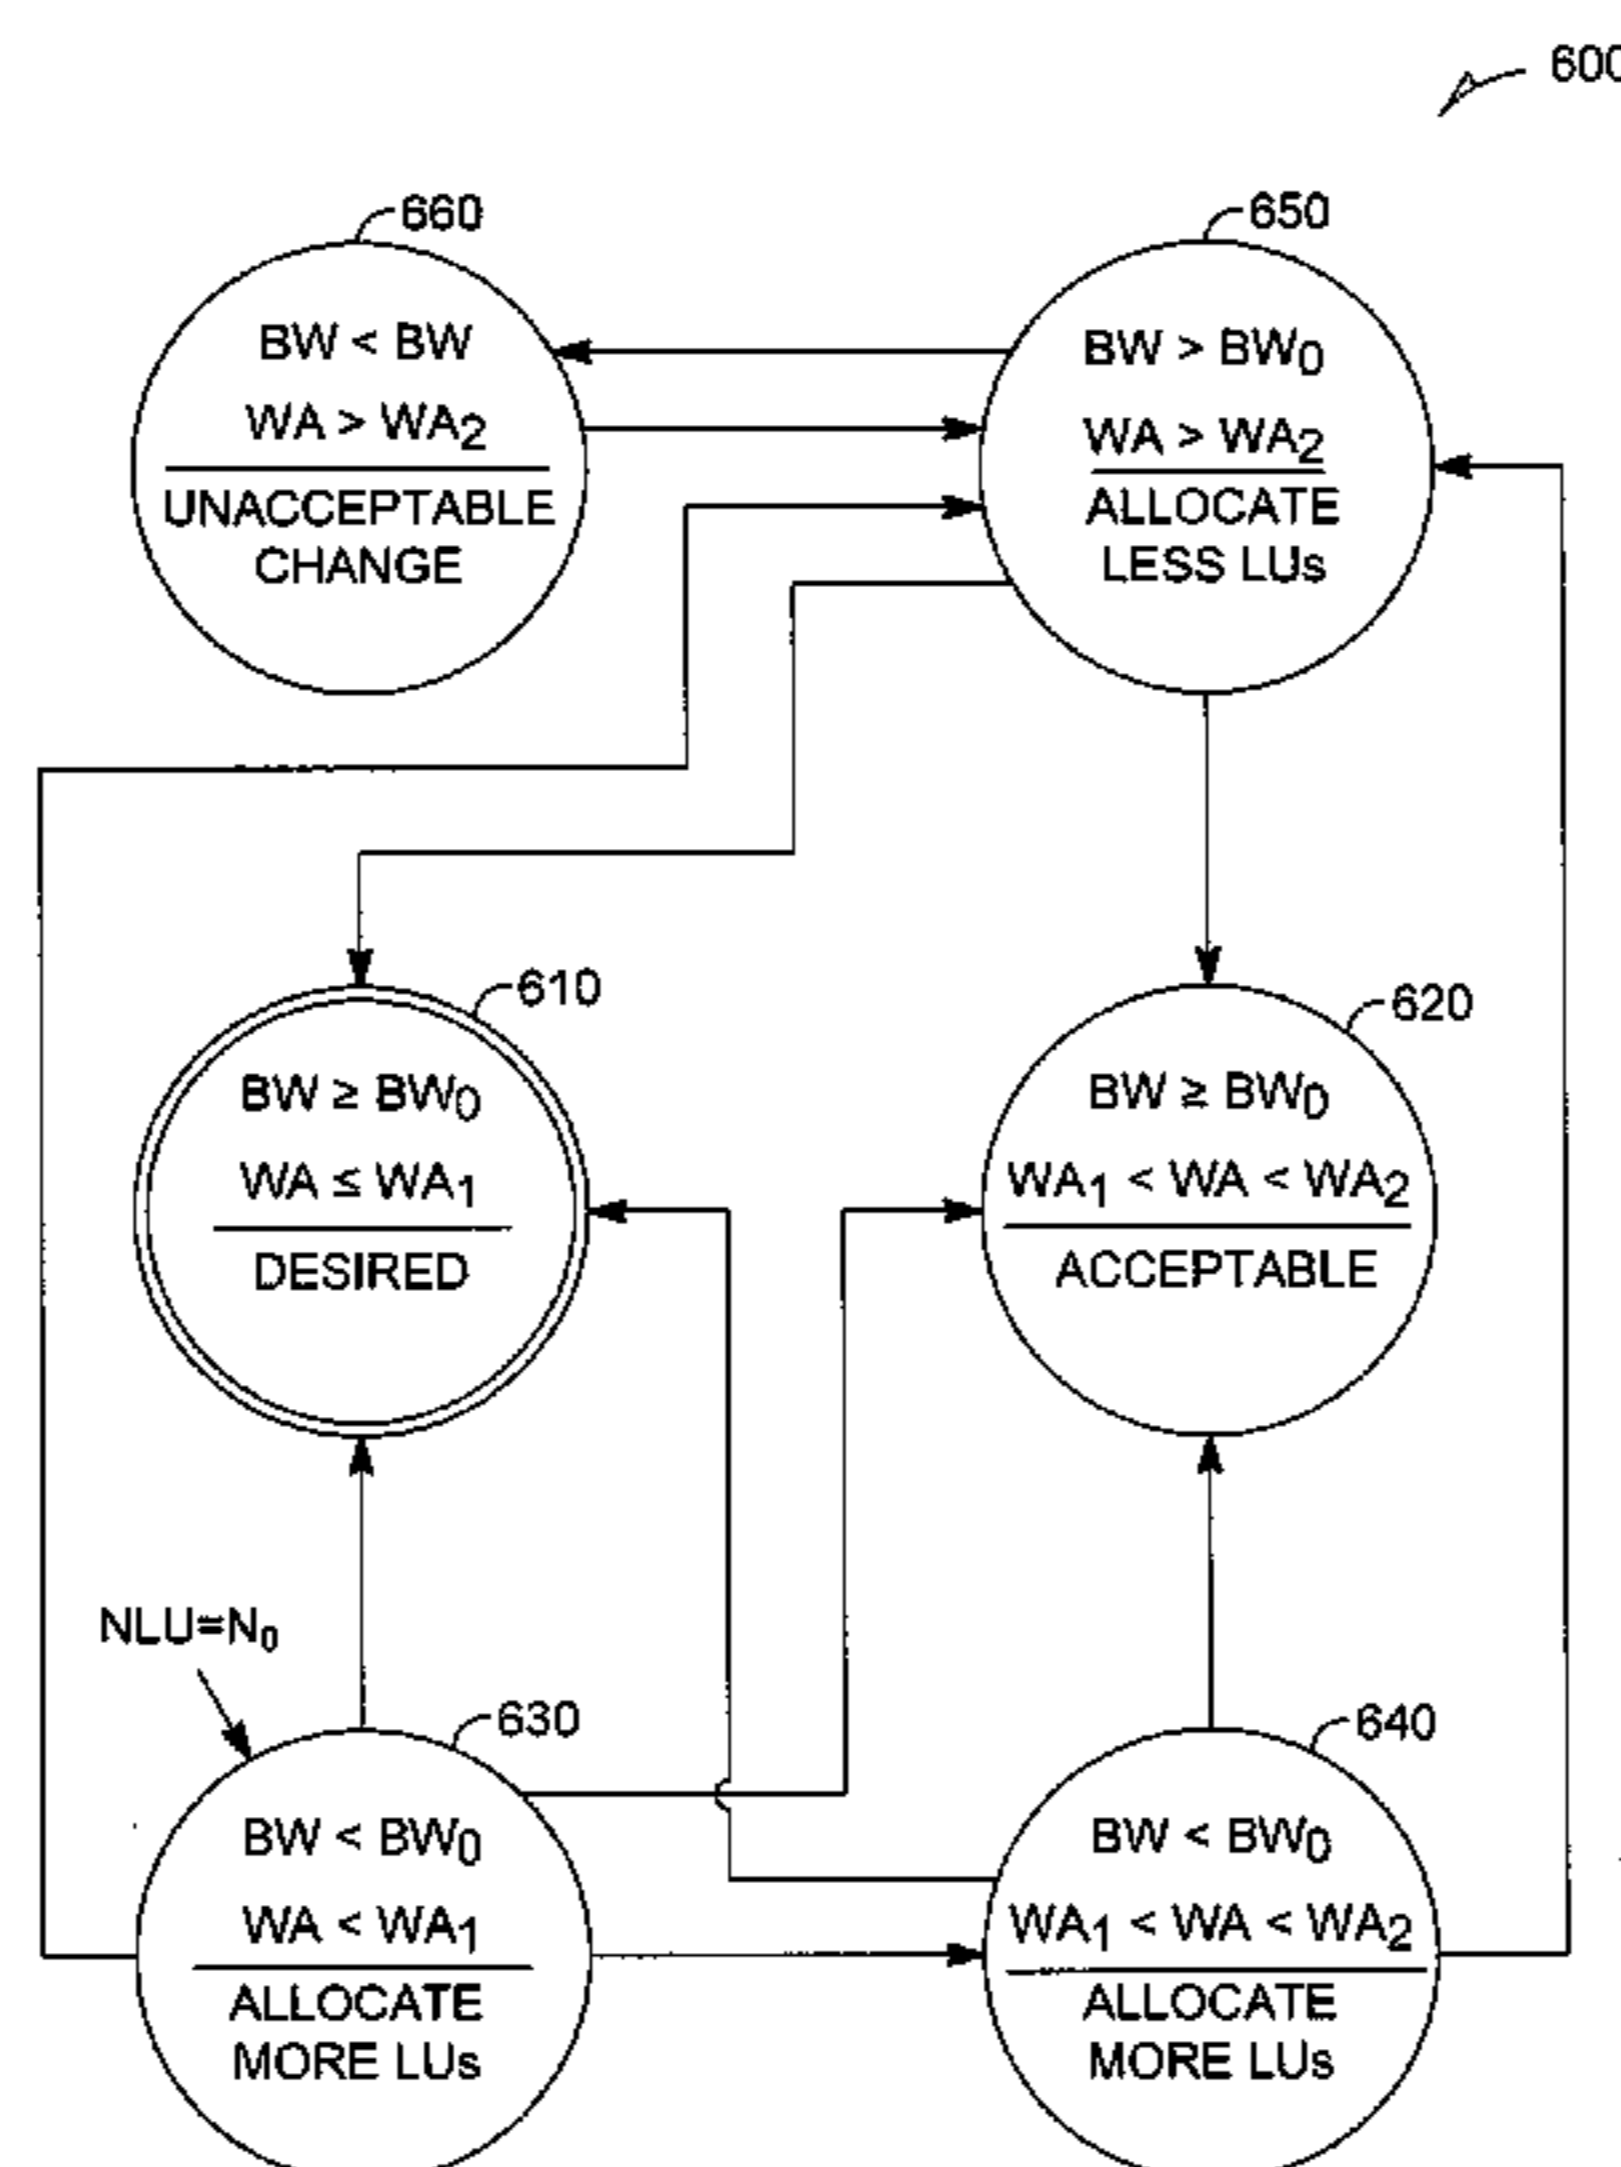 600
660
BW < BW
WA > WA2
UNACCEPTABLE
CHANGE
650
BW > BW0
WA > WA2
ALLOCATE
LESS LUs
610
BW ≥ BW0
WA ≤ WA1
DESIRED
620
BW ≥ BW0
WA1 < WA < WA2
ACCEPTABLE
NLU=N0
630
BW < BW0
WA < WA1
ALLOCATE
MORE LUs
640
BW < BW0
WA1 < WA < WA2
ALLOCATE
MORE LUs